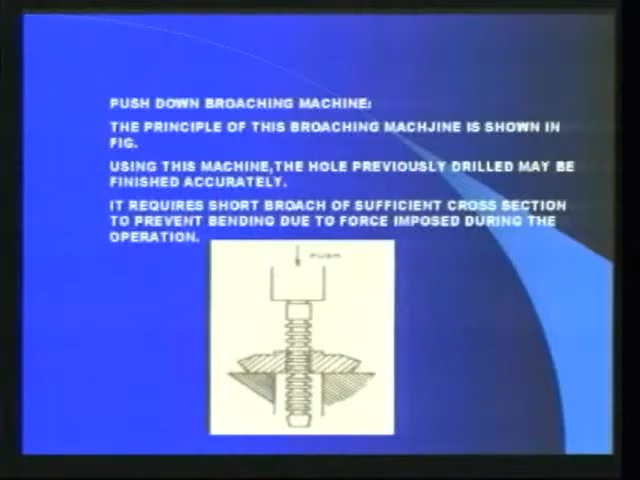 PUSH DOWN BROACHING MACHINE:
THE PRINCIPLE OF THIS BROACHING MACHJINE IS SHOWN IN
FIG.
USING THIS MACHINE,THE HOLE PREVIOUSLY DRILLED MAY BE
FINISHED ACCURATELY.
IT REQUIRES SHORT BROACH OF SUFFICIENT CROSS SECTION
TO PREVENT BENDING DUE TO FORCE IMPOSED DURING THE
OPERATION.
PUSH